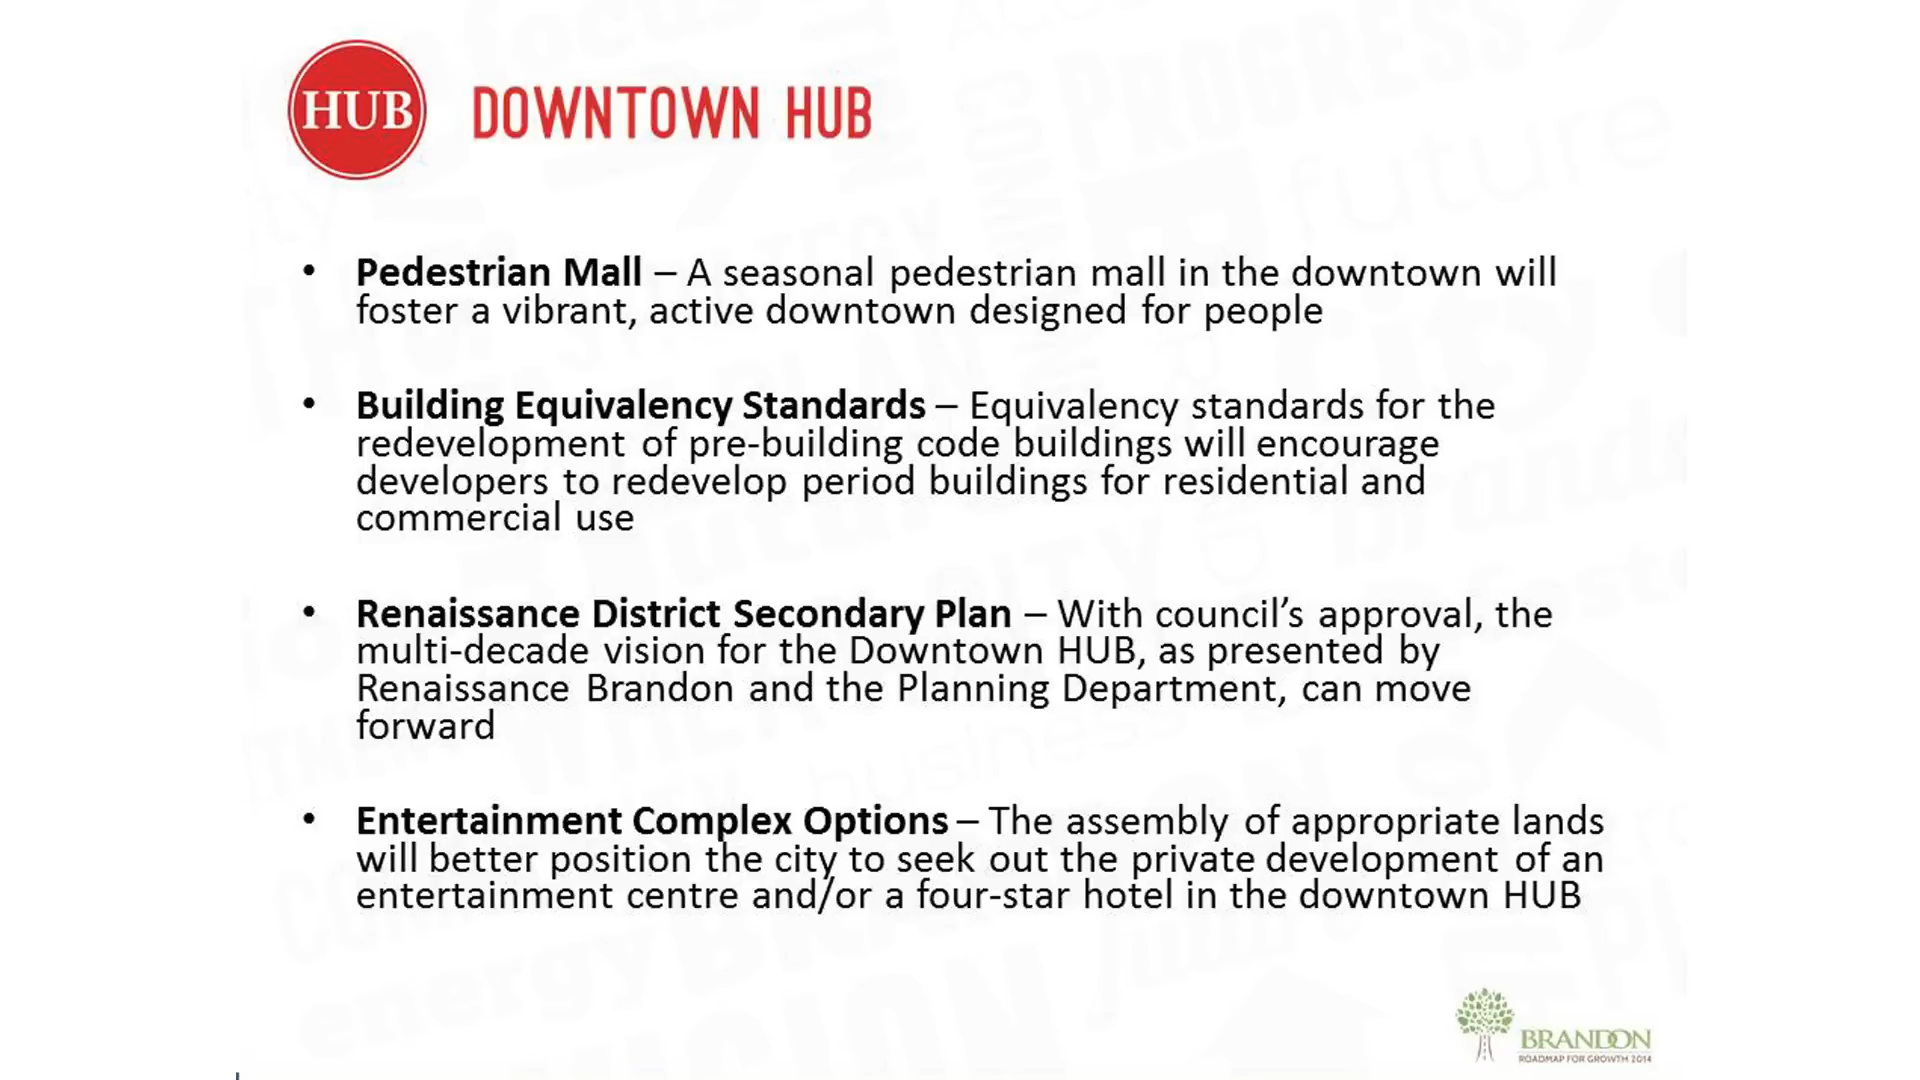 HUB
DOWNTOWN HUB
• Pedestrian Mall – A seasonal pedestrian mall in the downtown will
foster a vibrant, active downtown designed for people
• Building Equivalency Standards – Equivalency standards for the
redevelopment of pre-building code buildings will encourage
developers to redevelop period buildings for residential and
commercial use
• Renaissance District Secondary Plan – With council’s approval, the
multi-decade vision for the Downtown HUB, as presented by
Renaissance Brandon and the Planning Department, can move
forward
• Entertainment Complex Options – The assembly of appropriate lands
will better position the city to seek out the private development of an
entertainment centre and/or a four-star hotel in the downtown HUB
BRANDON
ROADMAP FOR GROWTH 2014